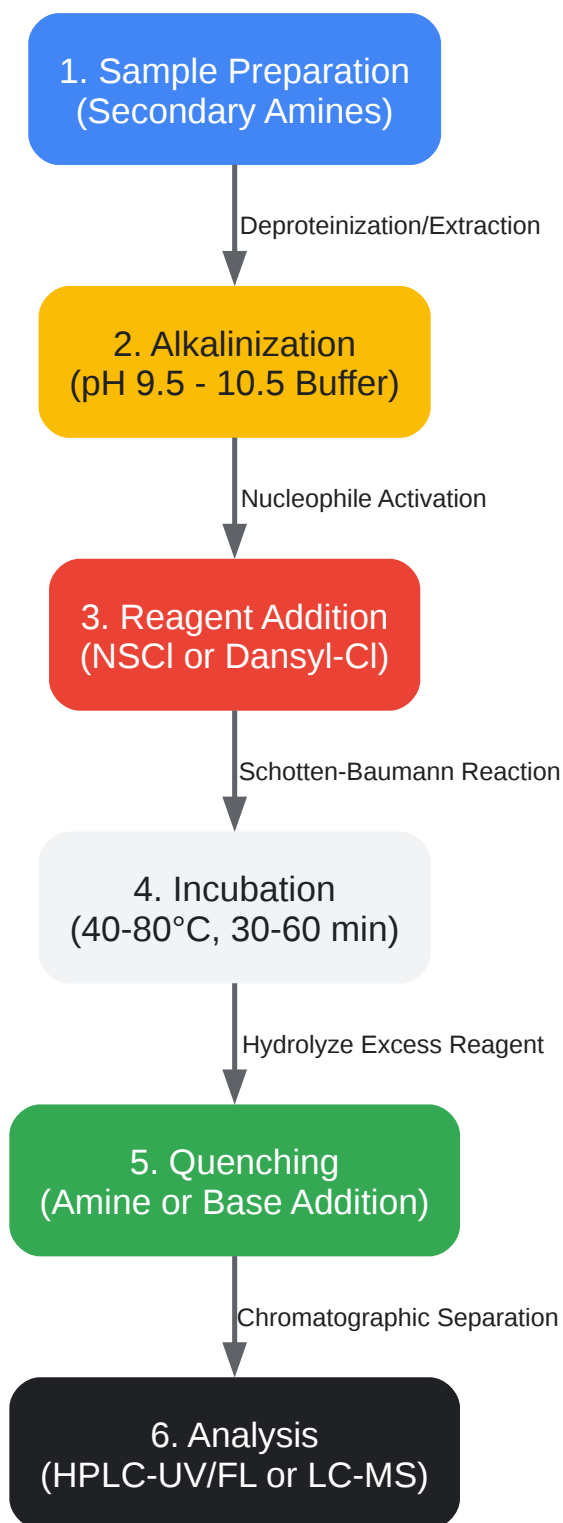 1. Sample Preparation
(Secondary Amines)
Deproteinization/Extraction
2. Alkalinization
(pH 9.5 - 10.5 Buffer)
Nucleophile Activation
3. Reagent Addition
(NSCl or Dansyl-Cl)
Schotten-Baumann Reaction
4. Incubation
(40-80°C, 30-60 min)
Hydrolyze Excess Reagent
5. Quenching
(Amine or Base Addition)
Chromatographic Separation
6. Analysis
(HPLC-UV/FL or LC-MS)